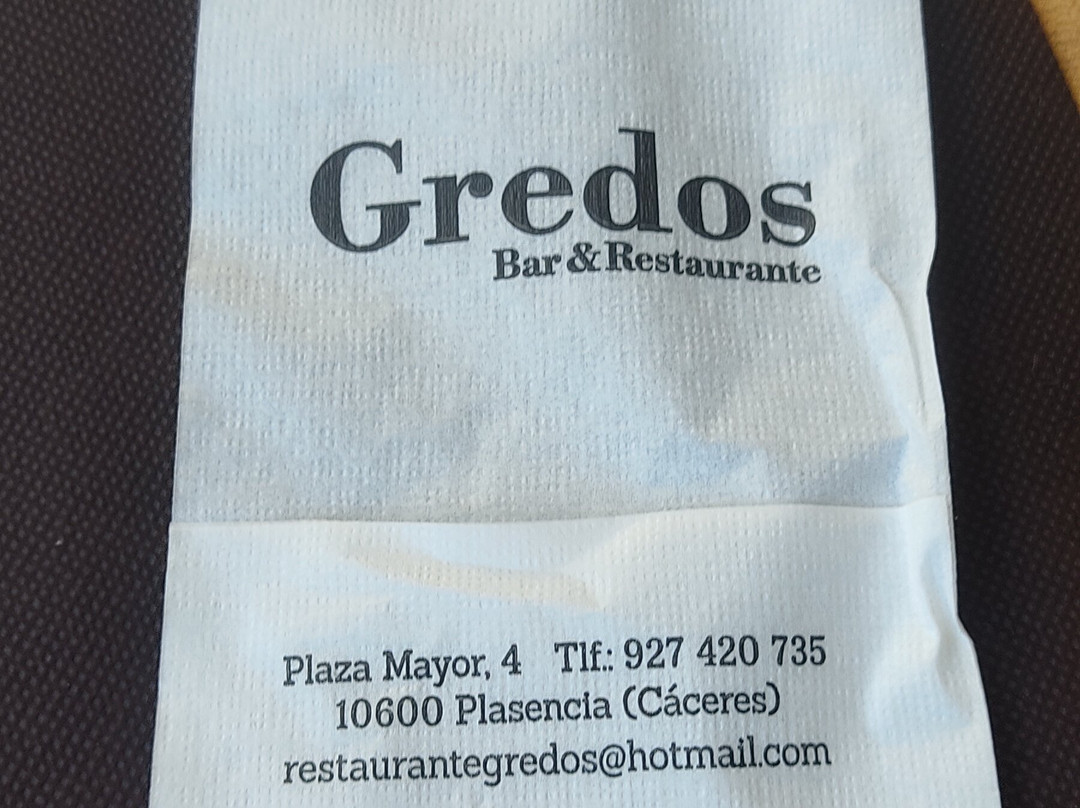 Gredos
Bar & Restaurante
Plaza Mayor, 4 Tlf.: 927 420 735
10600 Plasencia (Cáceres)
restaurantegredos@hotmail.com